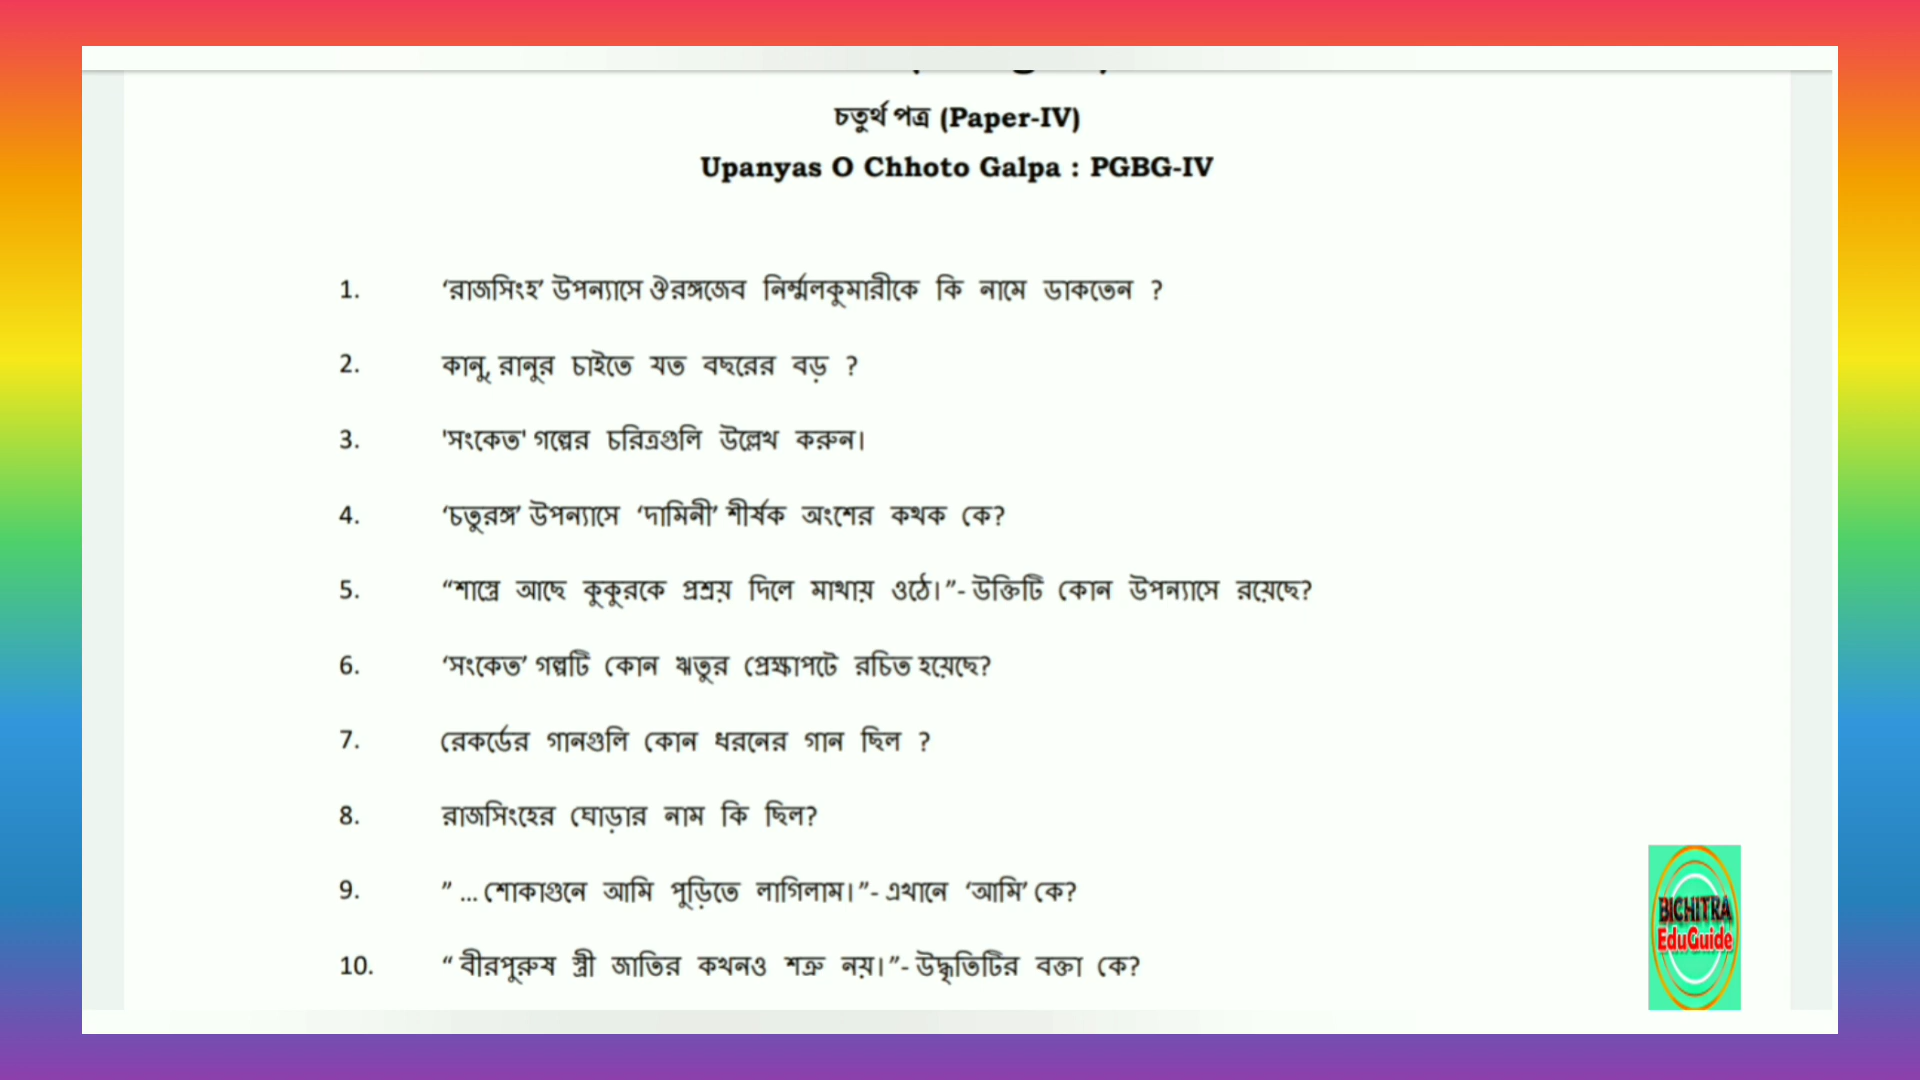 চতুর্থ পত্র (Paper-IV)
Upanyas O Chhoto Galpa : PGBG-IV
1. ‘রাজসিংহ’ উপন্যাসে ঔরঙ্গজেব নির্ম্মলকুমারীকে কি নামে ডাকতেন ?
2. কানু, রানুর চাইতে যত বছরের বড় ?
3. 'সংকেত' গল্পের চরিত্রগুলি উল্লেখ করুন।
4. ‘চতুরঙ্গ’ উপন্যাসে ‘দামিনী’ শীর্ষক অংশের কথক কে?
5. “শাস্ত্রে আছে কুকুরকে প্রশ্রয় দিলে মাথায় ওঠে।”- উক্তিটি কোন উপন্যাসে রয়েছে?
6. ‘সংকেত’ গল্পটি কোন ঋতুর প্রেক্ষাপটে রচিত হয়েছে?
7. রেকর্ডের গানগুলি কোন ধরনের গান ছিল ?
8. রাজসিংহের ঘোড়ার নাম কি ছিল?
9. ” ... শোকাগুনে আমি পুড়িতে লাগিলাম।”- এখানে ‘আমি’ কে?
10. “ বীরপুরুষ স্ত্রী জাতির কখনও শত্রু নয়।”- উদ্ধৃতিটির বক্তা কে?
BICHITRA
EduGuide